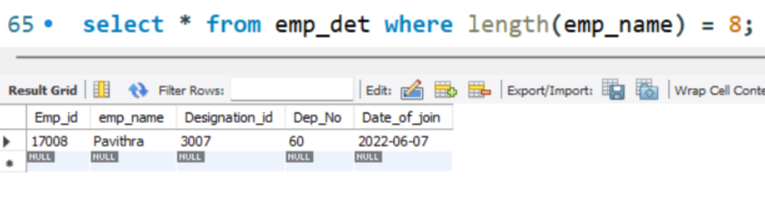 65 select * from emp_det where length(emp_name) = 8;
Result Grid Filter Rows: Edit: Export/Import: Wrap Cell Conte
Emp_id emp_name Designation_id Dep_No Date_of_join
17008 Pavithra 3007 60 2022-06-07
NULL NULL NULL NULL NULL